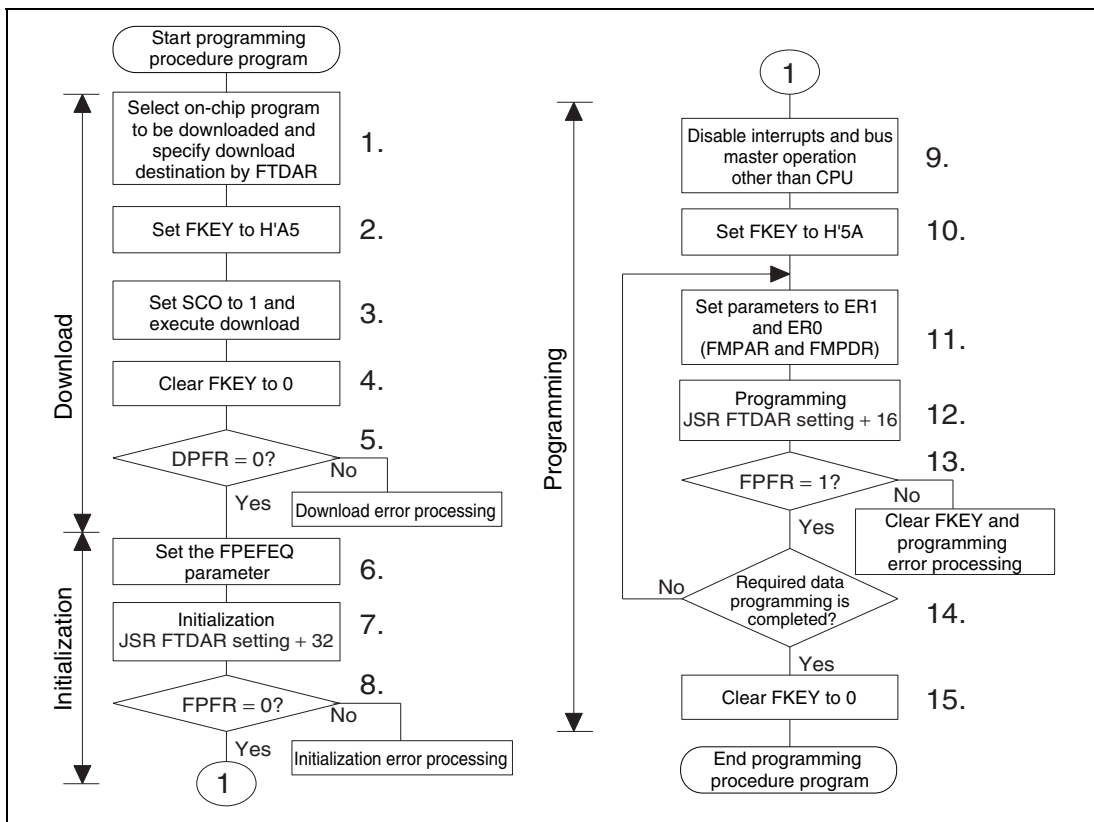 Start programming
procedure program
Select on-chip program
to be downloaded and
specify download
destination by FTDAR
1.
Set FKEY to H'A5
2.
Set SCO to 1 and
execute download
3.
Clear FKEY to 0
4.
5.
DPFR = 0?
No
Yes
Download error processing
Download
Set the FPEFEQ
parameter
6.
Initialization
JSR FTDAR setting + 32
7.
8.
FPFR = 0?
No
Yes
Initialization error processing
Initialization
1
1
Disable interrupts and bus
master operation
other than CPU
9.
Set FKEY to H'5A
10.
Set parameters to ER1
and ER0
(FMPAR and FMPDR)
11.
Programming
JSR FTDAR setting + 16
12.
13.
FPFR = 1?
No
Yes
Clear FKEY and
programming
error processing
Programming
No
Required data
programming is
completed?
14.
Yes
Clear FKEY to 0
15.
End programming
procedure program